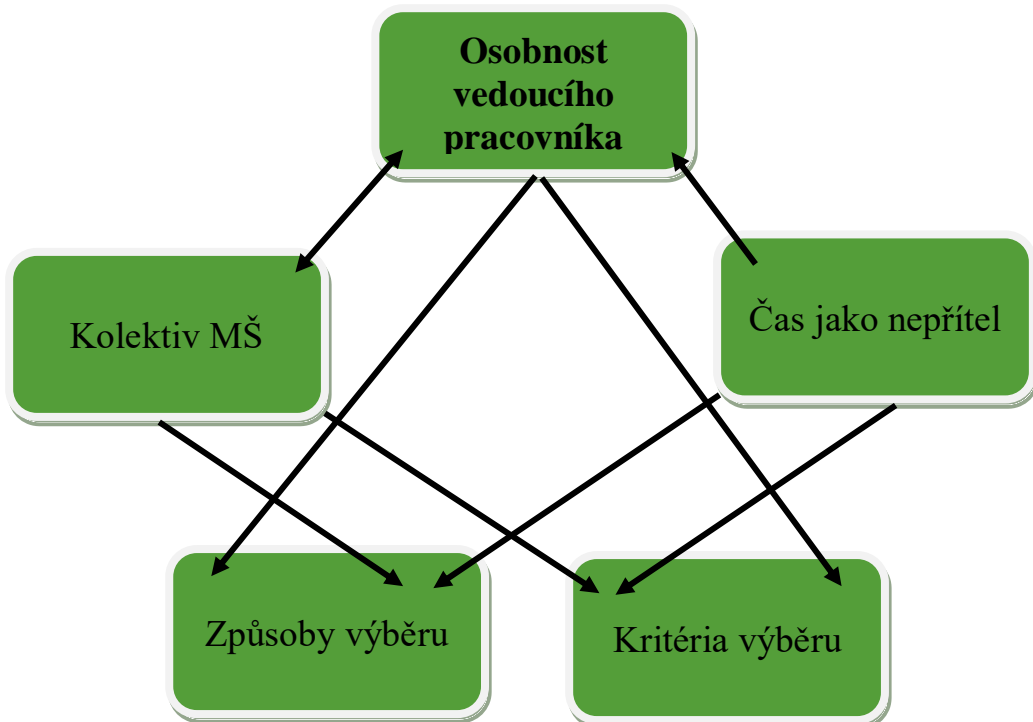 Osobnost
vedoucího
pracovníka
Kolektiv MŠ
Čas jako nepřítel
Způsoby výběru
Kritéria výběru